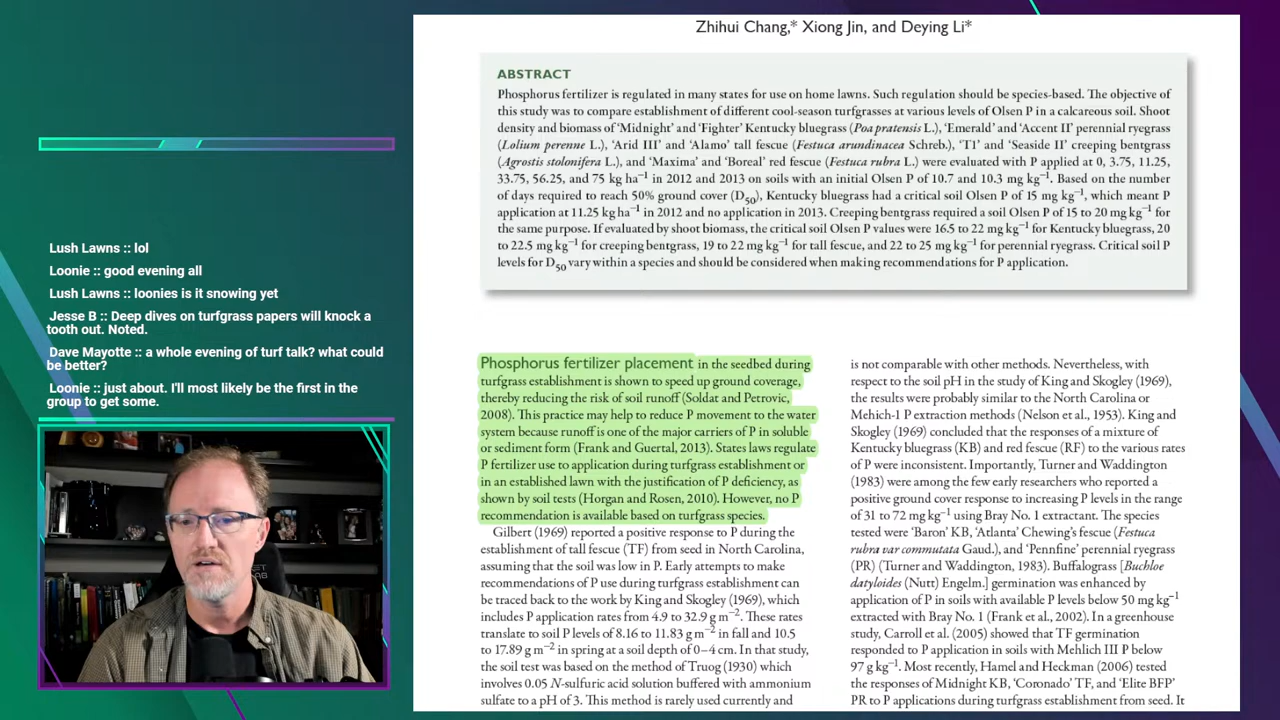 Zhihui Chang,* Xiong Jin, and Deying Li*
ABSTRACT
Phosphorus fertilizer is regulated in many states for use on home lawns. Such regulation should be species-based. The objective of
this study was to compare establishment of different cool-season turfgrasses at various levels of Olsen P in a calcareous soil. Shoot
density and biomass of 'Midnight' and 'Fighter' Kentucky bluegrass (Poa pratensis L.), 'Emerald' and 'Accent II' perennial ryegrass
(Lolium perenne L.), 'Arid III' and 'Alamo' tall fescue (Festuca arundinacea Schreb.), 'T1' and 'Seaside II' creeping bentgrass
(Agrostis stolonifera L.), and 'Maxima' and 'Boreal' red fescue (Festuca rubra L.) were evaluated with P applied at 0, 3.75, 11.25,
33.75, 56.25, and 75 kg ha⁻¹ in 2012 and 2013 on soils with an initial Olsen P of 10.7 and 10.3 mg kg⁻¹. Based on the number
of days required to reach 50% ground cover (D50), Kentucky bluegrass had a critical soil Olsen P of 15 mg kg⁻¹, which meant P
application at 11.25 kg ha⁻¹ in 2012 and no application in 2013. Creeping bentgrass required a soil Olsen P of 15 to 20 mg kg⁻¹ for
the same purpose. If evaluated by shoot biomass, the critical soil Olsen P values were 16.5 to 22 mg kg⁻¹ for Kentucky bluegrass, 20
to 22.5 mg kg⁻¹ for creeping bentgrass, 19 to 22 mg kg⁻¹ for tall fescue, and 22 to 25 mg kg⁻¹ for perennial ryegrass. Critical soil P
levels for D50 vary within a species and should be considered when making recommendations for P application.
Lush Lawns :: lol
Loonie :: good evening all
Lush Lawns :: loonies is it snowing yet
Jesse B :: Deep dives on turfgrass papers will knock a
tooth out. Noted.
Dave Mayotte :: a whole evening of turf talk? what could
be better?
Loonie :: just about. I'll most likely be the first in the
group to get some.
Phosphorus fertilizer placement in the seedbed during
turfgrass establishment is shown to speed up ground coverage,
thereby reducing the risk of soil runoff (Soldat and Petrovic,
2008). This practice may help to reduce P movement to the water
system because runoff is one of the major carriers of P in soluble
or sediment form (Frank and Guertal, 2013). States laws regulate
P fertilizer use to application during turfgrass establishment or
in an established lawn with the justification of P deficiency, as
shown by soil tests (Horgan and Rosen, 2010). However, no P
recommendation is available based on turfgrass species.
Gilbert (1969) reported a positive response to P during the
establishment of tall fescue (TF) from seed in North Carolina,
assuming that the soil was low in P. Early attempts to make
recommendations of P use during turfgrass establishment can
be traced back to the work by King and Skogley (1969), which
includes P application rates from 4.9 to 32.9 g m⁻². These rates
translate to soil P levels of 8.16 to 11.83 g m⁻² in fall and 10.5
to 17.89 g m⁻² in spring at a soil depth of 0–4 cm. In that study,
the soil test was based on the method of Truog (1930) which
involves 0.05 N-sulfuric acid solution buffered with ammonium
sulfate to a pH of 3. This method is rarely used currently and
is not comparable with other methods. Nevertheless, with
respect to the soil pH in the study of King and Skogley (1969),
the results were probably similar to the North Carolina or
Mehich-1 P extraction methods (Nelson et al., 1953). King and
Skogley (1969) concluded that the responses of a mixture of
Kentucky bluegrass (KB) and red fescue (RF) to the various rates
of P were inconsistent. Importantly, Turner and Waddington
(1983) were among the few early researchers who reported a
positive ground cover response to increasing P levels in the range
of 31 to 72 mg kg⁻¹ using Bray No. 1 extractant. The species
tested were 'Baron' KB, 'Atlanta' Chewing's fescue (Festuca
rubra var commutata Gaud.), and 'Pennfine' perennial ryegrass
(PR) (Turner and Waddington, 1983). Buffalograss [Buchloe
datyloides (Nutt) Engelm.] germination was enhanced by
application of P in soils with available P levels below 50 mg kg⁻¹
extracted with Bray No. 1 (Frank et al., 2002). In a greenhouse
study, Carroll et al. (2005) showed that TF germination
responded to P application in soils with Mehlich III P below
97 g kg⁻¹. Most recently, Hamel and Heckman (2006) tested
the responses of Midnight KB, 'Coronado' TF, and 'Elite BFP'
PR to P applications during turfgrass establishment from seed. It